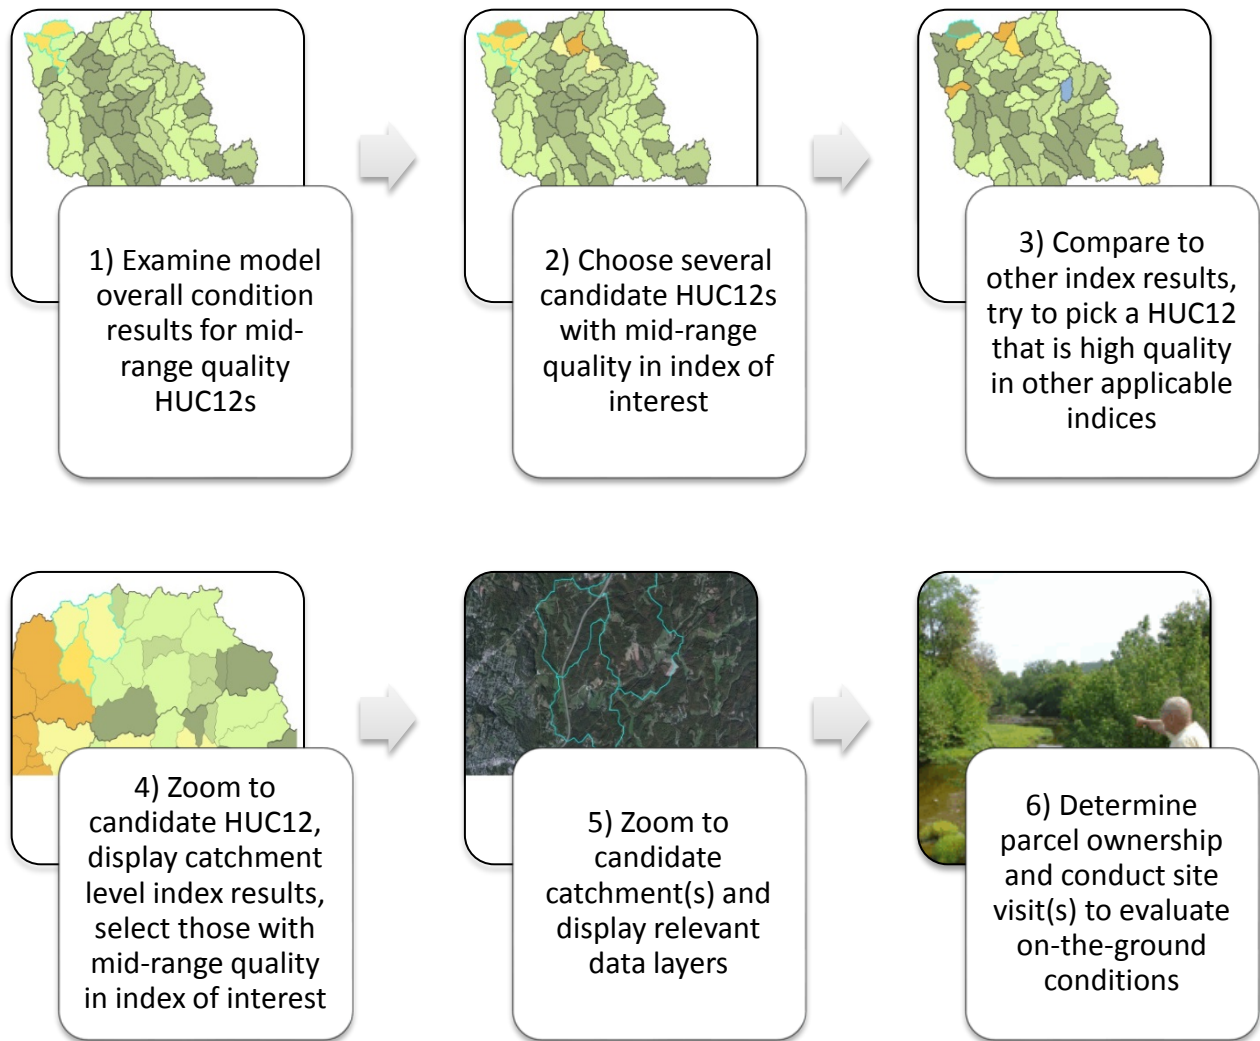 1) Examine model
overall condition
results for mid-
range quality
HUC12s
2) Choose several
candidate HUC12s
with mid-range
quality in index of
interest
3) Compare to
other index results,
try to pick a HUC12
that is high quality
in other applicable
indices
4) Zoom to
candidate HUC12,
display catchment
level index results,
select those with
mid-range quality
in index of interest
5) Zoom to
candidate
catchment(s) and
display relevant
data layers
6) Determine
parcel ownership
and conduct site
visit(s) to evaluate
on-the-ground
conditions